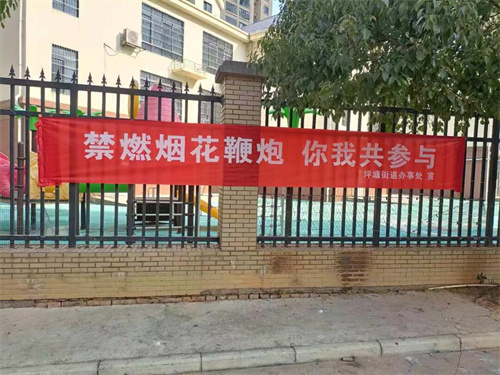 禁燃烟花鞭炮 你我共参与
坪塘街道办事处 宣